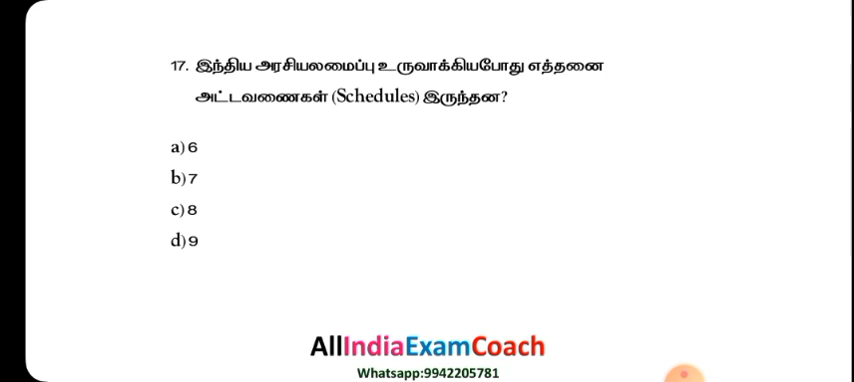 17. இந்திய அரசியலமைப்பு உருவாக்கியபோது எத்தனை
அட்டவணைகள் (Schedules) இருந்தன?
a) 6
b) 7
c) 8
d) 9
AllIndiaExamCoach
Whatsapp:9942205781